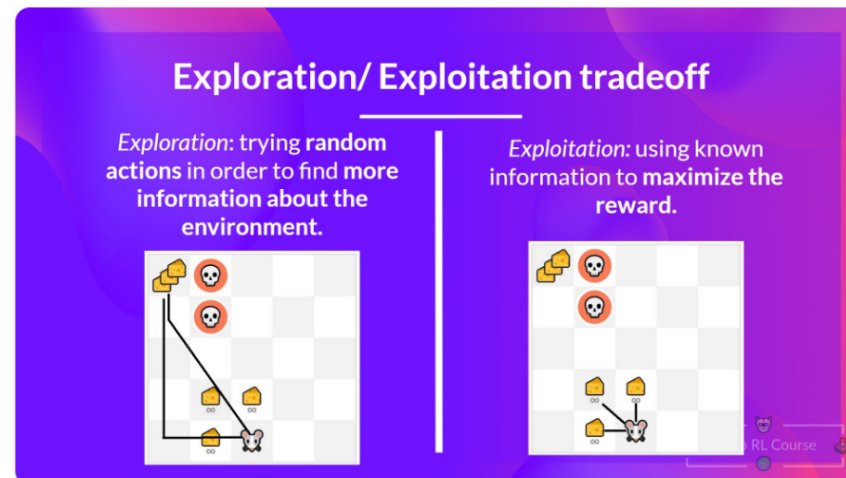 Exploration/ Exploitation tradeoff
Exploration: trying random
actions in order to find more
information about the
environment.
Exploitation: using known
information to maximize the
reward.
∞ ∞
∞
∞ ∞
∞
RL Course